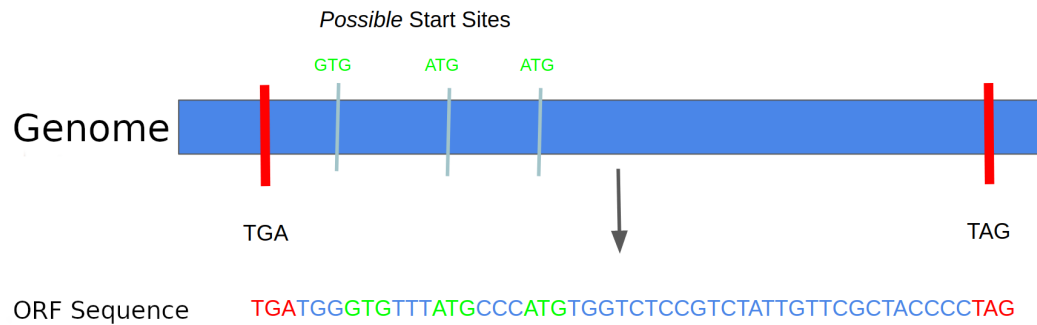 Possible Start Sites
GTG ATG ATG
Genome
TGA TAG
ORF Sequence TGATGGGTGTTTATGCCCATGTGGTCTCCGTCTATTGTTCGCTACCCCTAG